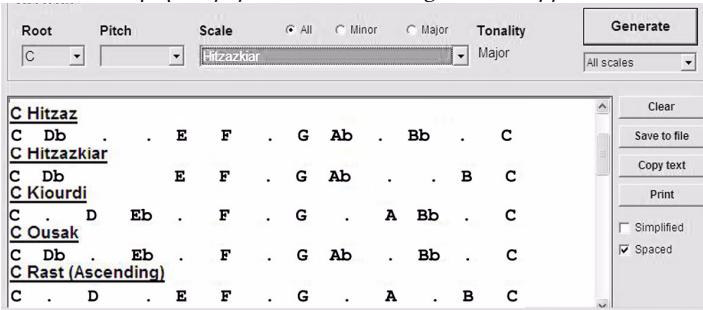 Root Pitch Scale All Minor Major Tonality Generate
C Hitzazkiar Major All scales
C Hitzaz
C Db . . E F . G Ab . Bb . C
C Hitzazkiar
C Db E F . G Ab . . B C
C Kiourdi
C . D Eb . F . G . A Bb . C
C Ousak
C Db . Eb . F . G Ab . Bb . C
C Rast (Ascending)
C . D . E F . G . A . B C
Clear
Save to file
Copy text
Print
Simplified
Spaced